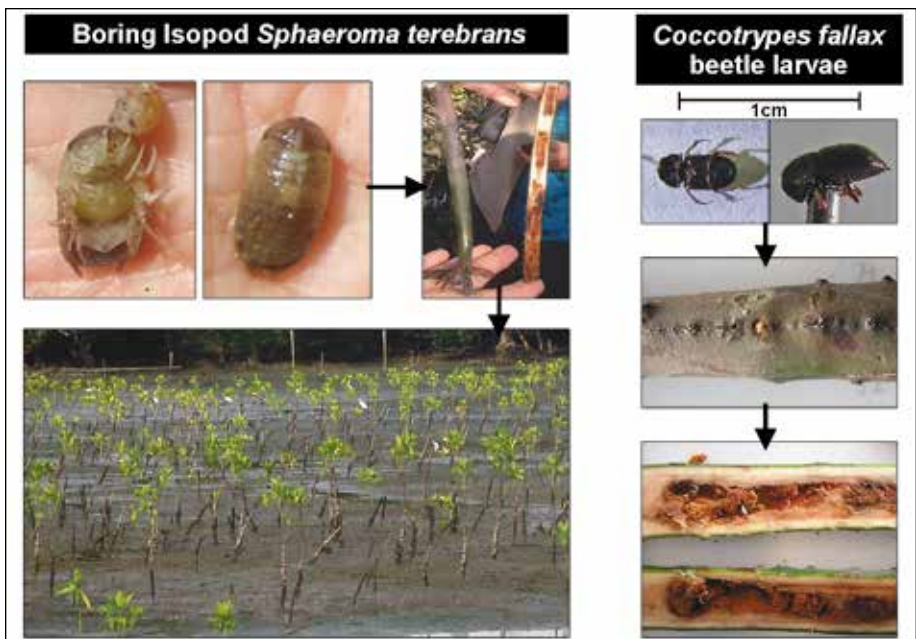 Boring Isopod Sphaeroma terebrans
Coccotrypes fallax
beetle larvae
1cm